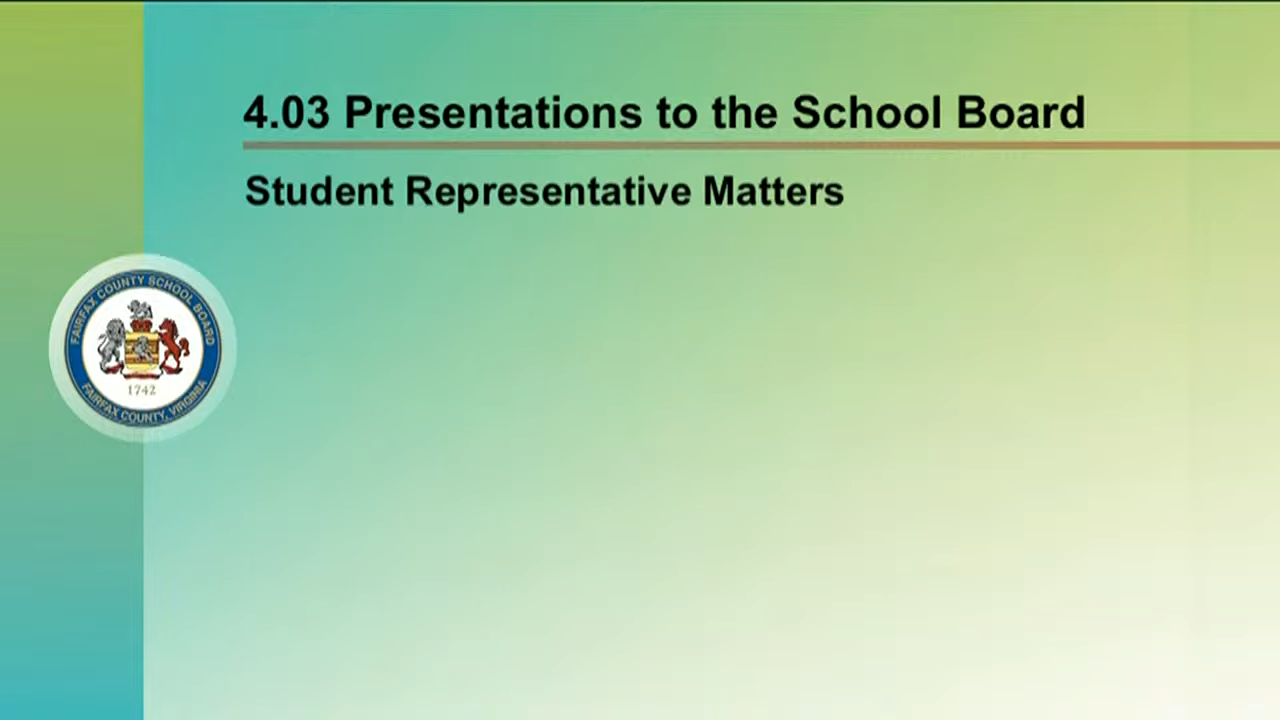 4.03 Presentations to the School Board
Student Representative Matters
FAIRFAX COUNTY SCHOOL BOARD
1742
FAIRFAX COUNTY, VIRGINIA